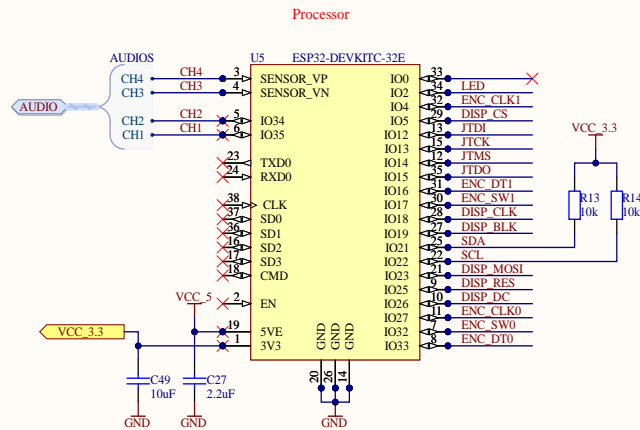 Processor
AUDIOS
U5 ESP32-DEVKITC-32E
AUDIO
CH4 CH4 3 SENSOR_VP IO0 33
CH3 CH3 4 SENSOR_VN IO2 34 LED
IO4 32 ENC_CLK1
CH2 CH2 5 IO34 IO5 29 DISP_CS
CH1 CH1 6 IO35 IO12 13 JTDI
IO13 15 JTCK
23 TXD0 IO14 12 JTMS
24 RXD0 IO15 35 JTDO
IO16 31 ENC_DT1
38 CLK IO17 30 ENC_SW1
37 SD0 IO18 28 DISP_CLK
36 SD1 IO19 27 DISP_BLK
16 SD2 IO21 25 SDA
17 SD3 IO22 22 SCL
18 CMD IO23 21 DISP_MOSI
IO25 9 DISP_RES
2 EN IO26 10 DISP_DC
IO27 11 ENC_CLK0
19 5VE IO32 7 ENC_SW0
1 3V3 IO33 8 ENC_DT0
GND GND GND
20 26 14
GND
VCC_3.3
R13
10k
R14
10k
VCC_5
VCC_3.3
C49
10uF
GND
C27
2.2uF
GND